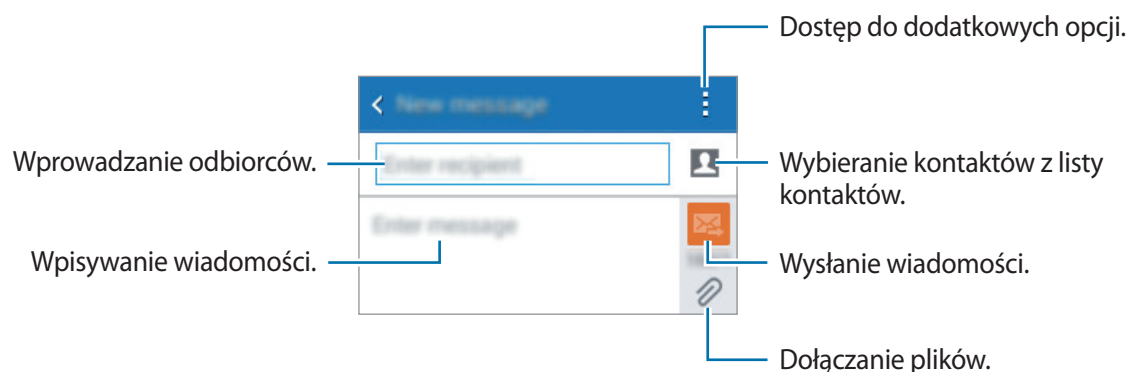 Dostęp do dodatkowych opcji.
New message
Wprowadzanie odbiorców.
Enter recipient
Wybieranie kontaktów z listy
kontaktów.
Enter message
Wpisywanie wiadomości.
Wysłanie wiadomości.
Dołączanie plików.